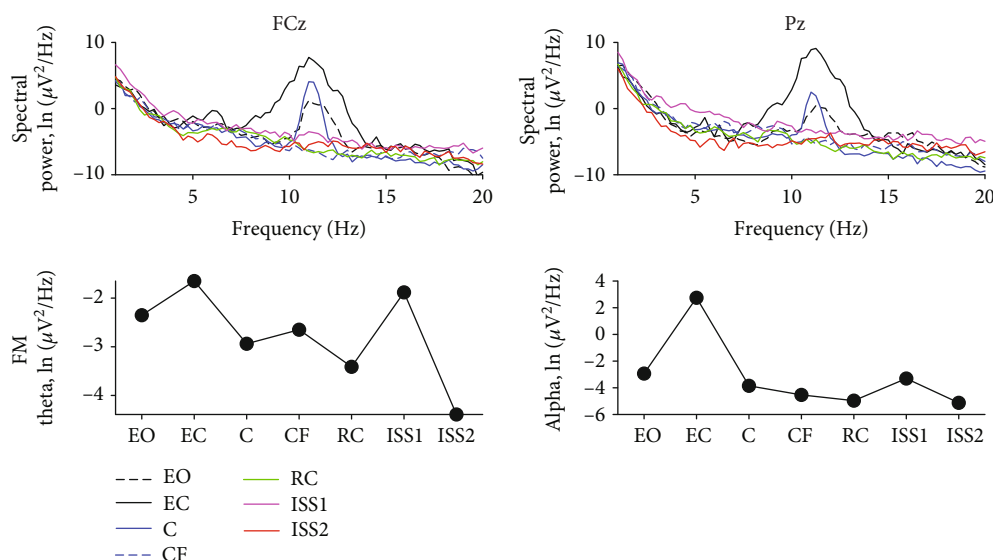 FCz
Spectral
power, ln (μV²/Hz)
10
0
−10
5
10
15
20
Frequency (Hz)
Pz
Spectral
power, ln (μV²/Hz)
10
0
−10
5
10
15
20
Frequency (Hz)
FM
theta, ln (μV²/Hz)
−2
−3
−4
EO EC C CF RC ISS1 ISS2
Alpha, ln (μV²/Hz)
4
2
0
−2
−4
−6
EO EC C CF RC ISS1 ISS2
EO
EC
C
CF
RC
ISS1
ISS2